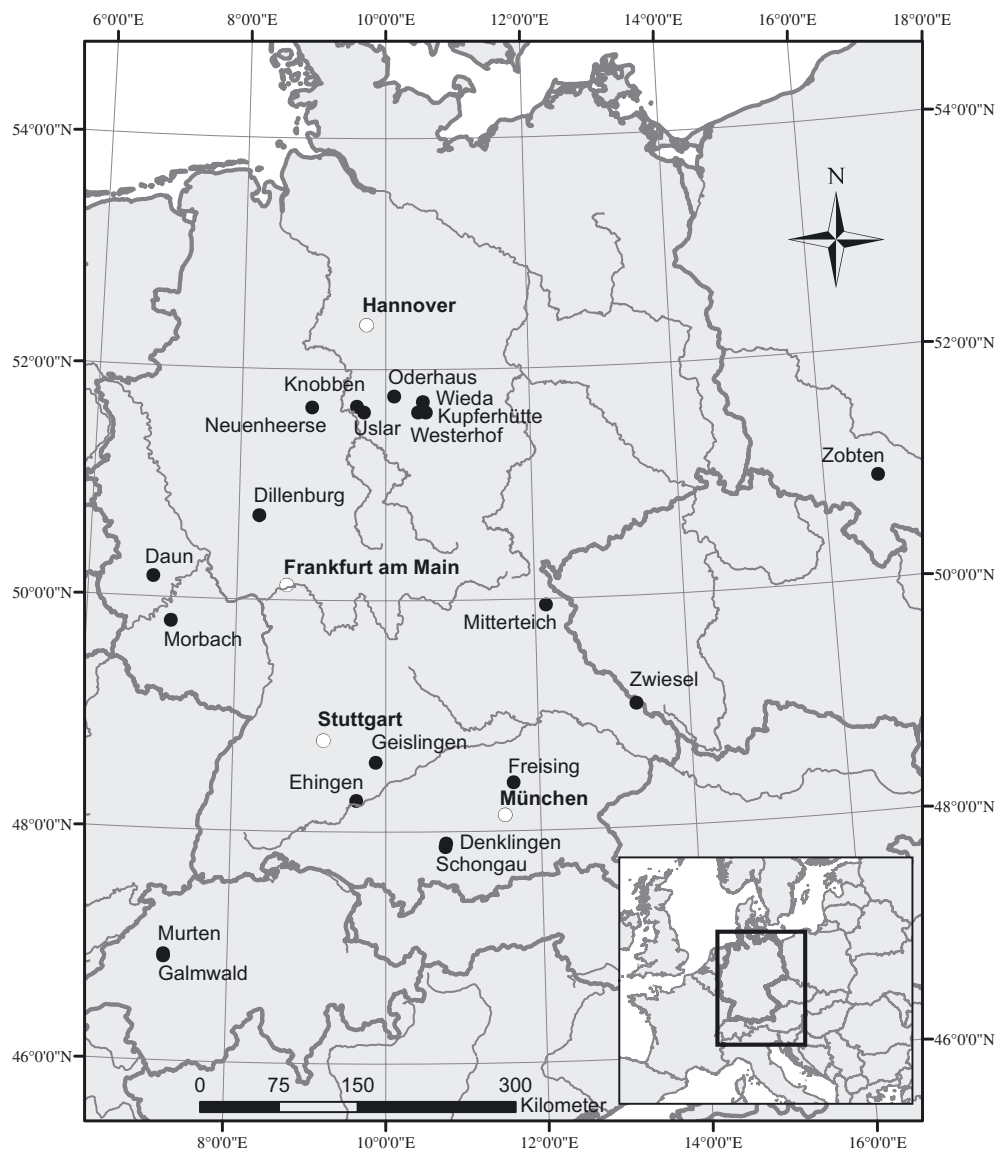 6°0'0"E 8°0'0"E 10°0'0"E 12°0'0"E 14°0'0"E 16°0'0"E 18°0'0"E
54°0'0"N
54°0'0"N
N
Hannover
52°0'0"N
52°0'0"N
Oderhaus
Knobben
Wieda
Kupferhütte
Neuenheerse
Uslar
Westerhof
Zobten
Dillenburg
Daun
Frankfurt am Main
50°0'0"N
50°0'0"N
Mitterteich
Morbach
Zwiesel
Stuttgart
Geislingen
Freising
Ehingen
München
48°0'0"N
48°0'0"N
Denklingen
Schongau
Murten
Galmwald
46°0'0"N
46°0'0"N
0 75 150 300
Kilometer
8°0'0"E 10°0'0"E 12°0'0"E 14°0'0"E 16°0'0"E